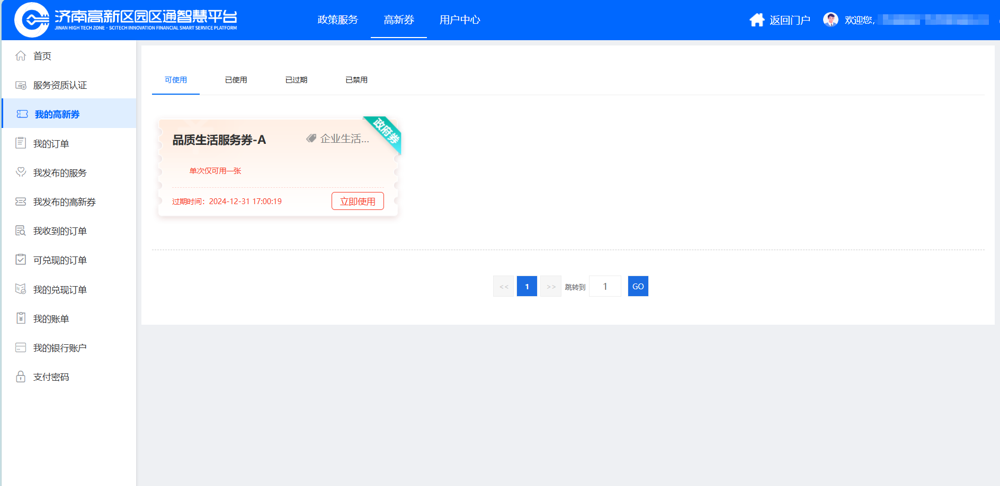 济南高新区园区通智慧平台
JINAN HIGH TECH ZONE · SCITECH INNOVATION FINANCIAL SMART SERVICE PLATFORM
政策服务 高新券 用户中心
返回门户 欢迎您,
首页
服务资质认证
我的高新券
我的订单
我发布的服务
我发布的高新券
我收到的订单
可兑现的订单
我的兑现订单
我的账单
我的银行账户
支付密码
可使用 已使用 已过期 已禁用
品质生活服务券-A 企业生活... 政府券
单次仅可用一张
过期时间：2024-12-31 17:00:19 立即使用
<< 1 >> 跳转到 1 GO